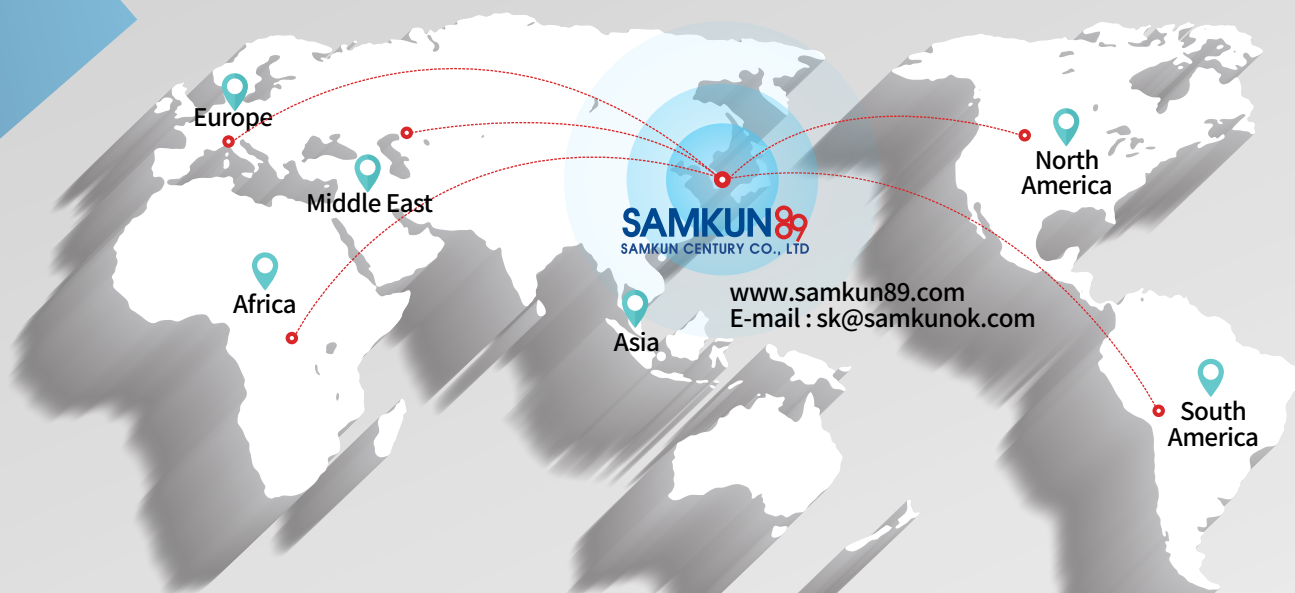 Europe
Middle East
Africa
SAMKUN89
SAMKUN CENTURY CO., LTD
www.samkun89.com
E-mail : sk@samkunok.com
Asia
North
America
South
America